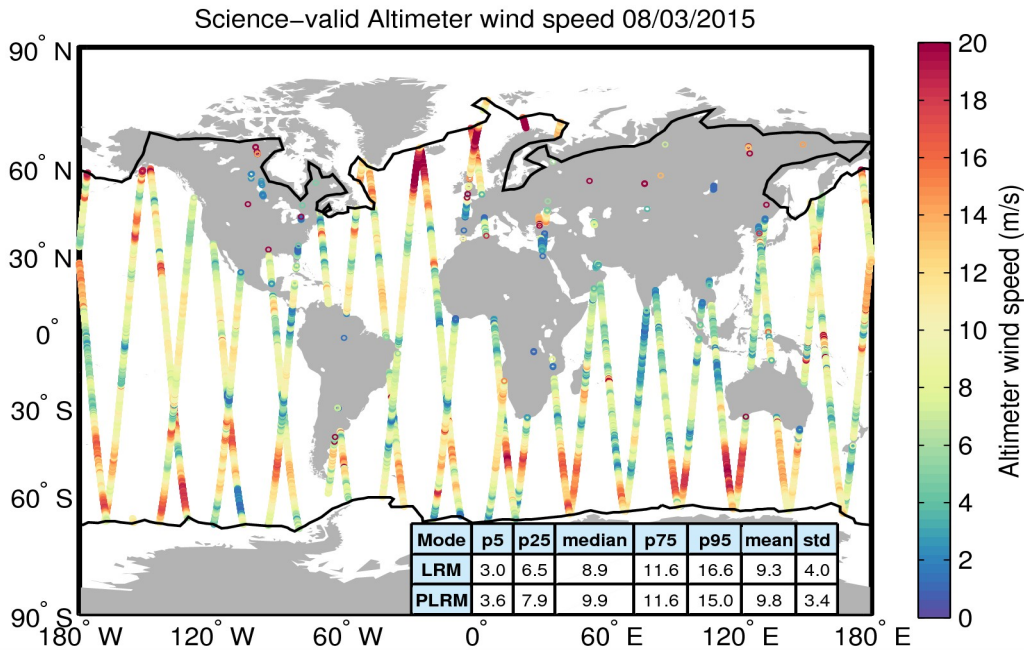 Science−valid Altimeter wind speed 08/03/2015
90° N
60° N
30° N
0°
30° S
60° S
90° S
180° W
120° W
60° W
0°
60° E
120° E
180° E
Mode p5 p25 median p75 p95 mean std
LRM 3.0 6.5 8.9 11.6 16.6 9.3 4.0
PLRM 3.6 7.9 9.9 11.6 15.0 9.8 3.4
20
18
16
14
12
10
8
6
4
2
0
Altimeter wind speed (m/s)